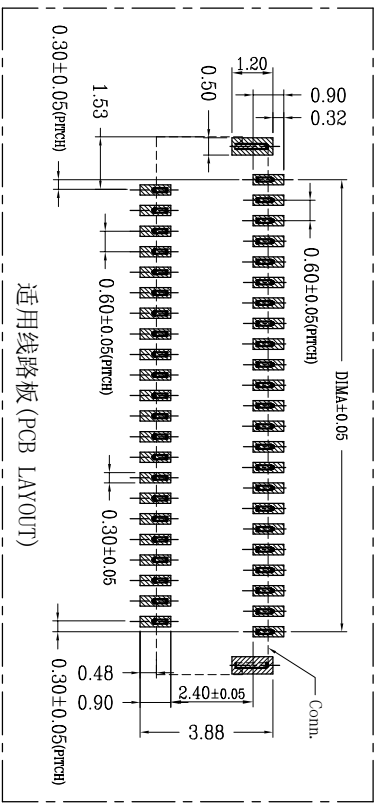 0.30±0.05(PITCH)
1.53
1.20
0.50
0.90
0.32
0.60±0.05(PITCH)
DIMA±0.05
0.60±0.05(PITCH)
0.30±0.05
适用线路板(PCB LAYOUT)
Conn.
0.48
0.90
2.40±0.05
3.88
0.30±0.05(PITCH)